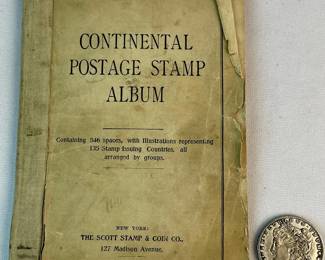 CONTINENTAL
POSTAGE STAMP
ALBUM
Containing 546 spaces, with Illustrations representing
135 Stamp Issuing Countries, all
arranged by groups.
NEW YORK:
THE SCOTT STAMP & COIN CO.,
127 Madison Avenue.